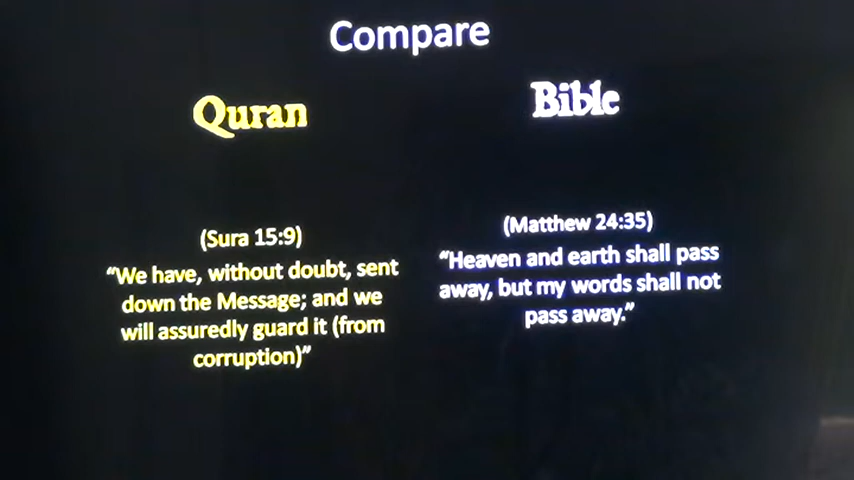 Compare
Quran
(Sura 15:9)
“We have, without doubt, sent
down the Message; and we
will assuredly guard it (from
corruption)”
Bible
(Matthew 24:35)
“Heaven and earth shall pass
away, but my words shall not
pass away.”